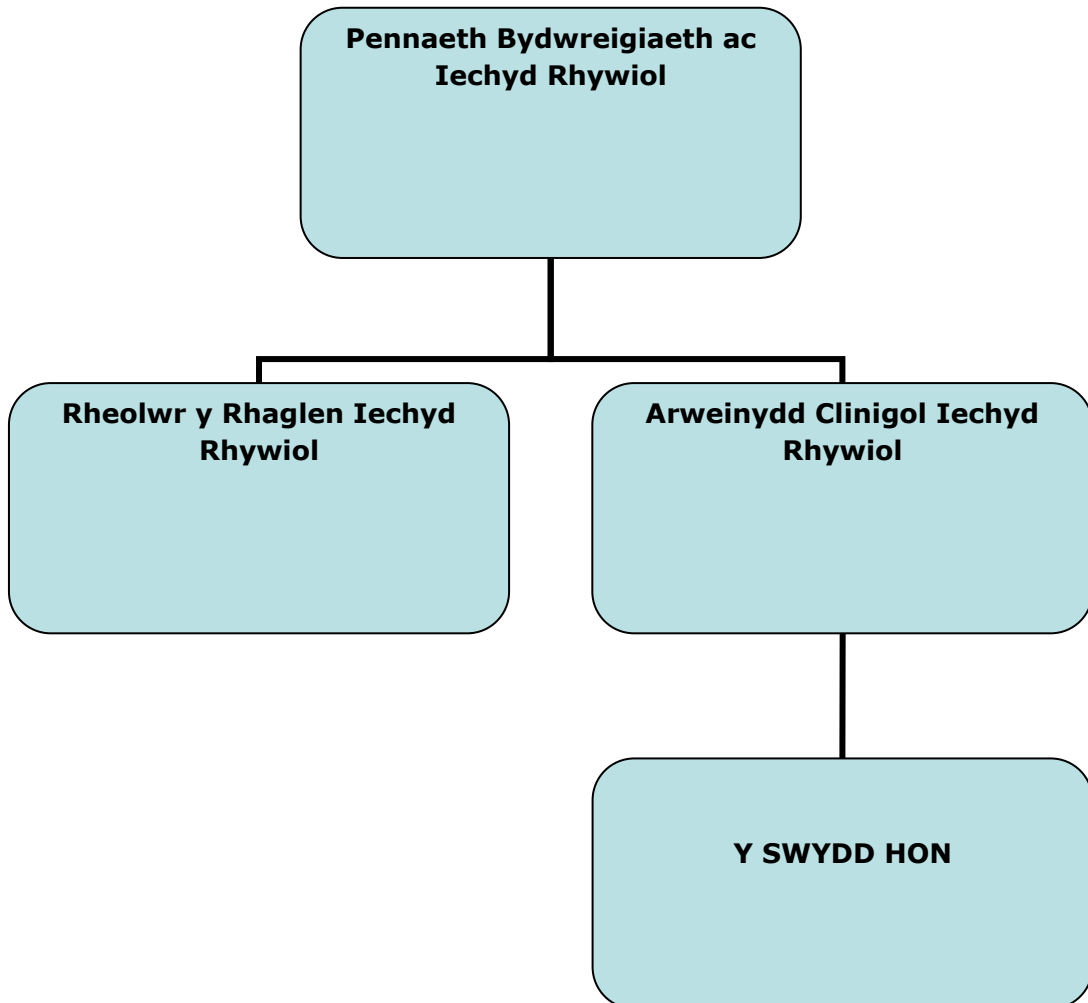 Pennaeth Bydwreigiaeth ac
Iechyd Rhywiol
Rheolwr y Rhaglen Iechyd
Rhywiol
Arweinydd Clinigol Iechyd
Rhywiol
Y SWYDD HON